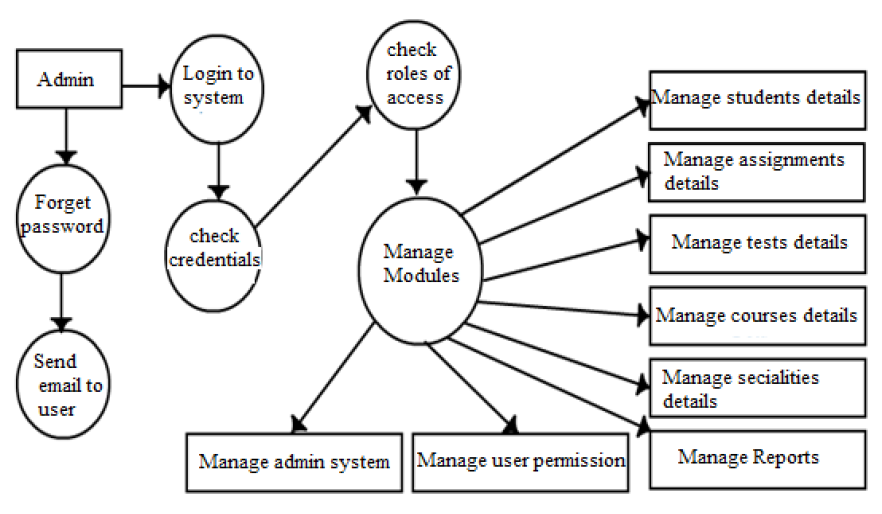 Admin
Login to
system
check
roles of
access
Forget
password
check
credentials
Manage
Modules
Send
email to
user
Manage students details
Manage assignments
details
Manage tests details
Manage courses details
Manage secialities
details
Manage Reports
Manage admin system
Manage user permission